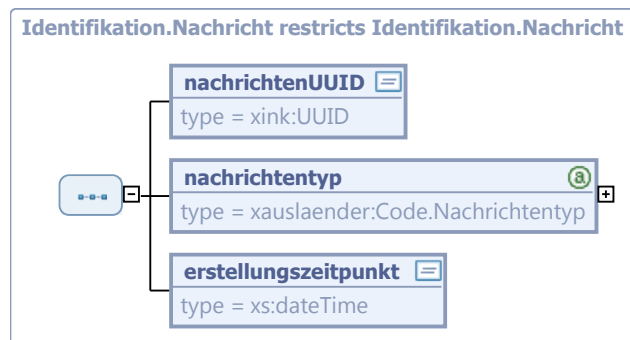 Identifikation.Nachricht restricts Identifikation.Nachricht
nachrichtenUUID
type = xink:UUID
nachrichtentyp
type = xauslaender:Code.Nachrichtentyp
erstellungszeitpunkt
type = xs:dateTime